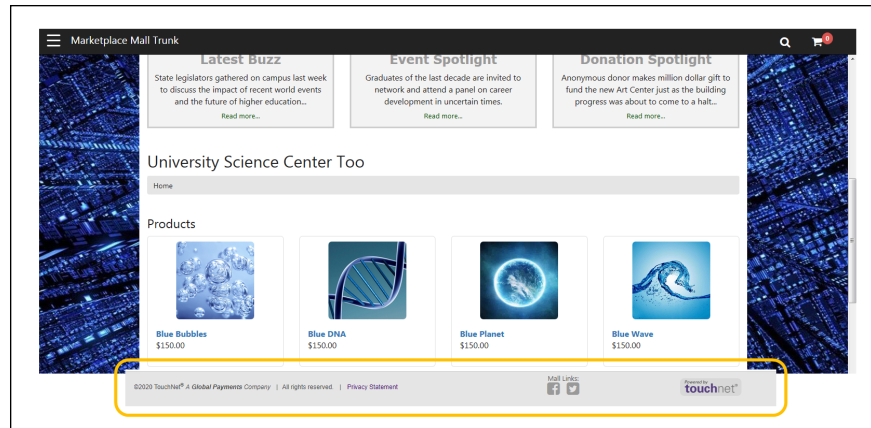 Marketplace Mall Trunk
0
Latest Buzz
State legislators gathered on campus last week
to discuss the impact of recent world events
and the future of higher education...
Read more...
Event Spotlight
Graduates of the last decade are invited to
network and attend a panel on career
development in uncertain times.
Read more...
Donation Spotlight
Anonymous donor makes million dollar gift to
fund the new Art Center just as the building
progress was about to come to a halt...
Read more...
University Science Center Too
Home
Products
Blue Bubbles
$150.00
Blue DNA
$150.00
Blue Planet
$150.00
Blue Wave
$150.00
©2020 TouchNet® A Global Payments Company | All rights reserved. | Privacy Statement
Mall Links:
Powered by
touchnet®